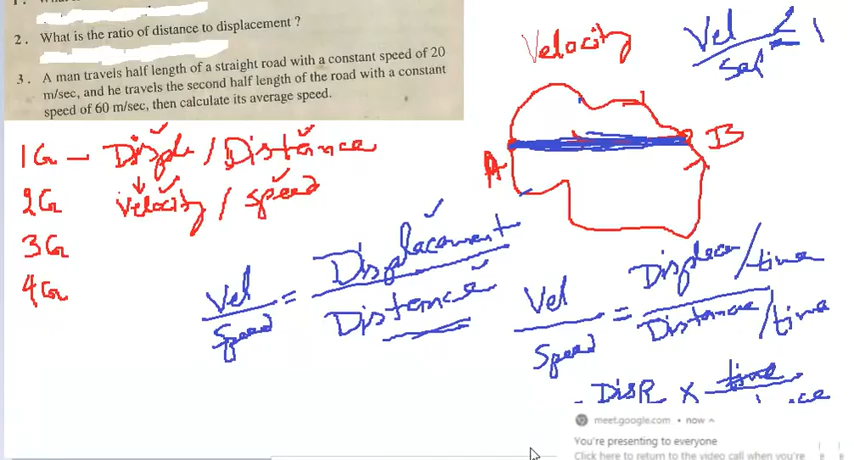 2. What is the ratio of distance to displacement ?
3. A man travels half length of a straight road with a constant speed of 20
m/sec, and he travels the second half length of the road with a constant
speed of 60 m/sec, then calculate its average speed.
Velocity
Vel
≤ 1
A
B
1G - Disple / Distance
2G velocity / speed
3G
4G
Vel = Displacement
Speed Distance
Vel = Displace/time
Speed Distance/time
= DisR x time
meet.google.com • now
You're presenting to everyone
Click here to return to the video call when you're